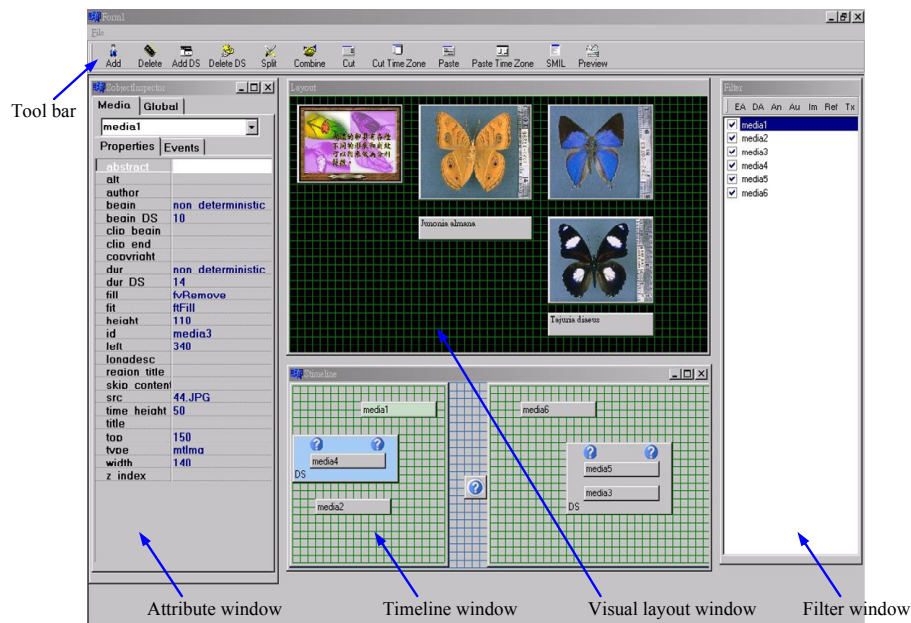 Form1
File
Add Delete Add DS Delete DS Split Combine Cut Cut Time Zone Paste Paste Time Zone SMIL Preview
Tool bar
ZobjectInspector
Media Global
media1
Properties Events
abstract
alt
author
begin non deterministic
begin DS 10
clip begin
clip end
copyright
dur non deterministic
dur DS 14
fill fvRemove
fit ftFill
height 110
id media3
left 340
longdesc
region title
skip content
src 44.JPG
time height 50
title
top 150
type mtImg
width 140
z index
Layout
Junonia almana
Tajuria diaeus
Filter
EA DA An Au Im Ref Tx
media1
media2
media3
media4
media5
media6
media1
media4
DS
media2
media6
media5
media3
DS
Attribute window Timeline window Visual layout window Filter window